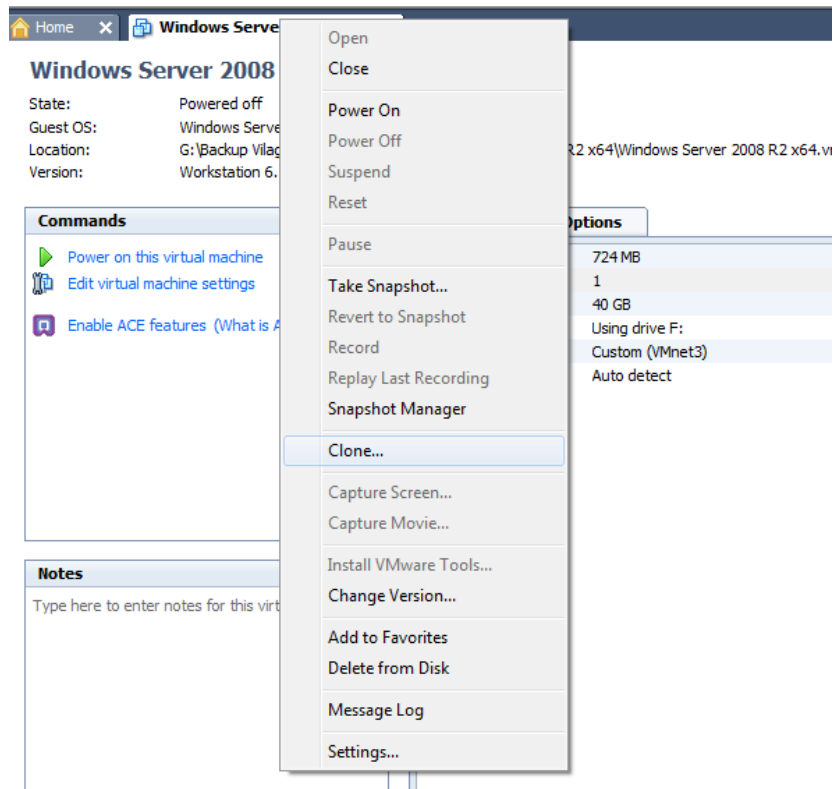 Home
Windows Serve
Windows Server 2008
State: Powered off
Guest OS: Windows Serve
Location: G:\Backup Vilag R2 x64\Windows Server 2008 R2 x64.v
Version: Workstation 6.
Commands
Power on this virtual machine
Edit virtual machine settings
Enable ACE features (What is A
Notes
Type here to enter notes for this virt
Open
Close
Power On
Power Off
Suspend
Reset
Pause
Take Snapshot...
Revert to Snapshot
Record
Replay Last Recording
Snapshot Manager
Clone...
Capture Screen...
Capture Movie...
Install VMware Tools...
Change Version...
Add to Favorites
Delete from Disk
Message Log
Settings...
Options
724 MB
1
40 GB
Using drive F:
Custom (VMnet3)
Auto detect